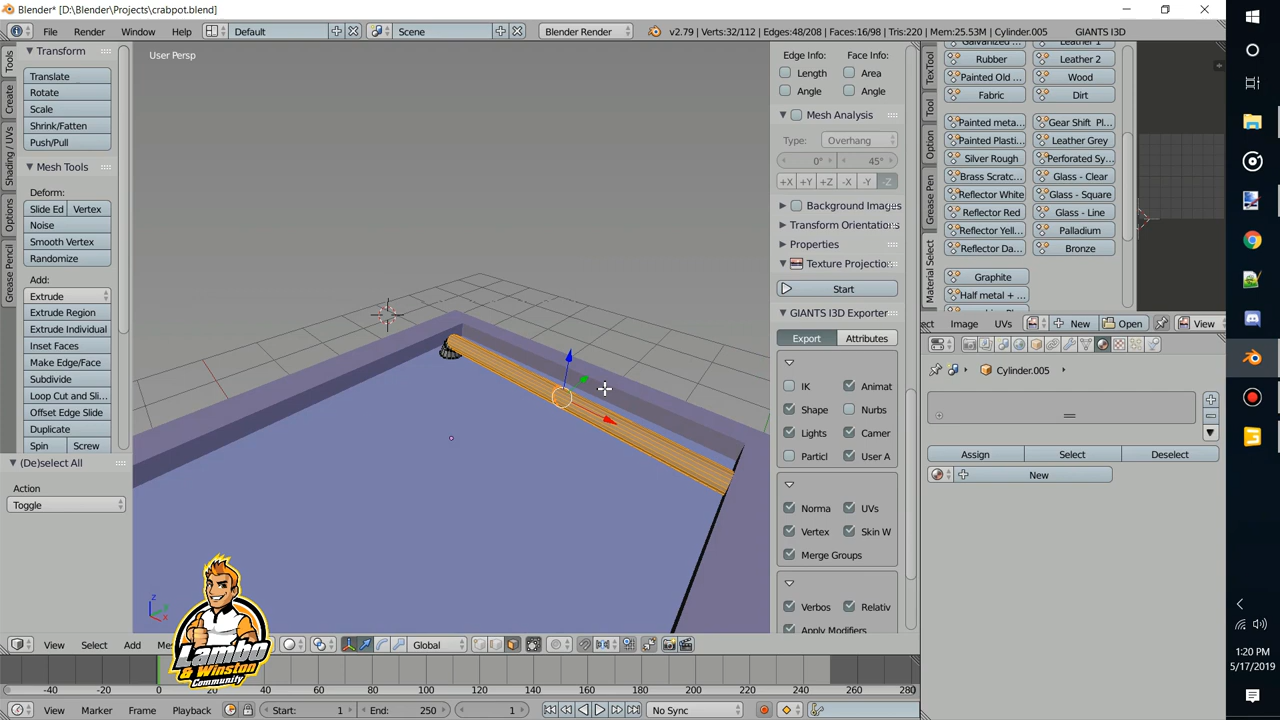 Blender* [D:\Blender\Projects\crabpot.blend]
File Render Window Help Default Scene Blender Render v2.79 | Verts:32/112 | Edges:48/208 | Faces:16/98 | Tris:220 | Mem:25.53M | Cylinder.005 GIANTS I3D
Tools
Create
Shading / UVs
Options
Grease Pencil
Transform
Translate
Rotate
Scale
Shrink/Fatten
Push/Pull
Mesh Tools
Deform:
Slide Ed Vertex
Noise
Smooth Vertex
Randomize
Add:
Extrude
Extrude Region
Extrude Individual
Inset Faces
Make Edge/Face
Subdivide
Loop Cut and Sli...
Offset Edge Slide
Duplicate
Spin Screw
(De)select All
Action
Toggle
User Persp
z
y
x
Lambo
& Winston
Community
Edge Info: Face Info:
Length Area
Angle Angle
Mesh Analysis
Type: Overhang
0° 45°
+X +Y +Z -X -Y -Z
Background Images
Transform Orientations
Properties
Texture Projectio
Start
GIANTS I3D Exporter
Export Attributes
IK Animat
Shape Nurbs
Lights Camer
Particl User A
Norma UVs
Vertex Skin W
Merge Groups
Verbos Relativ
Apply Modifiers
TexTool
Tool
Option
Grease Pen
Material Select
Rubber Leather 2
Painted Old ... Wood
Fabric Dirt
Painted meta... Gear Shift Pl...
Painted Plasti... Leather Grey
Silver Rough Perforated Sy...
Brass Scratc... Glass - Clear
Reflector White Glass - Square
Reflector Red Glass - Line
Reflector Yell... Palladium
Reflector Da... Bronze
Graphite
Half metal + ...
ect Image UVs New Open View
Cylinder.005
Assign Select Deselect
New
View Select Add Me Global
-40 -20 0 20 40 60 80 100 120 140 160 180 200 220 240 260 280
View Marker Frame Playback Start: 1 End: 250 1 No Sync
1:20 PM
5/17/2019